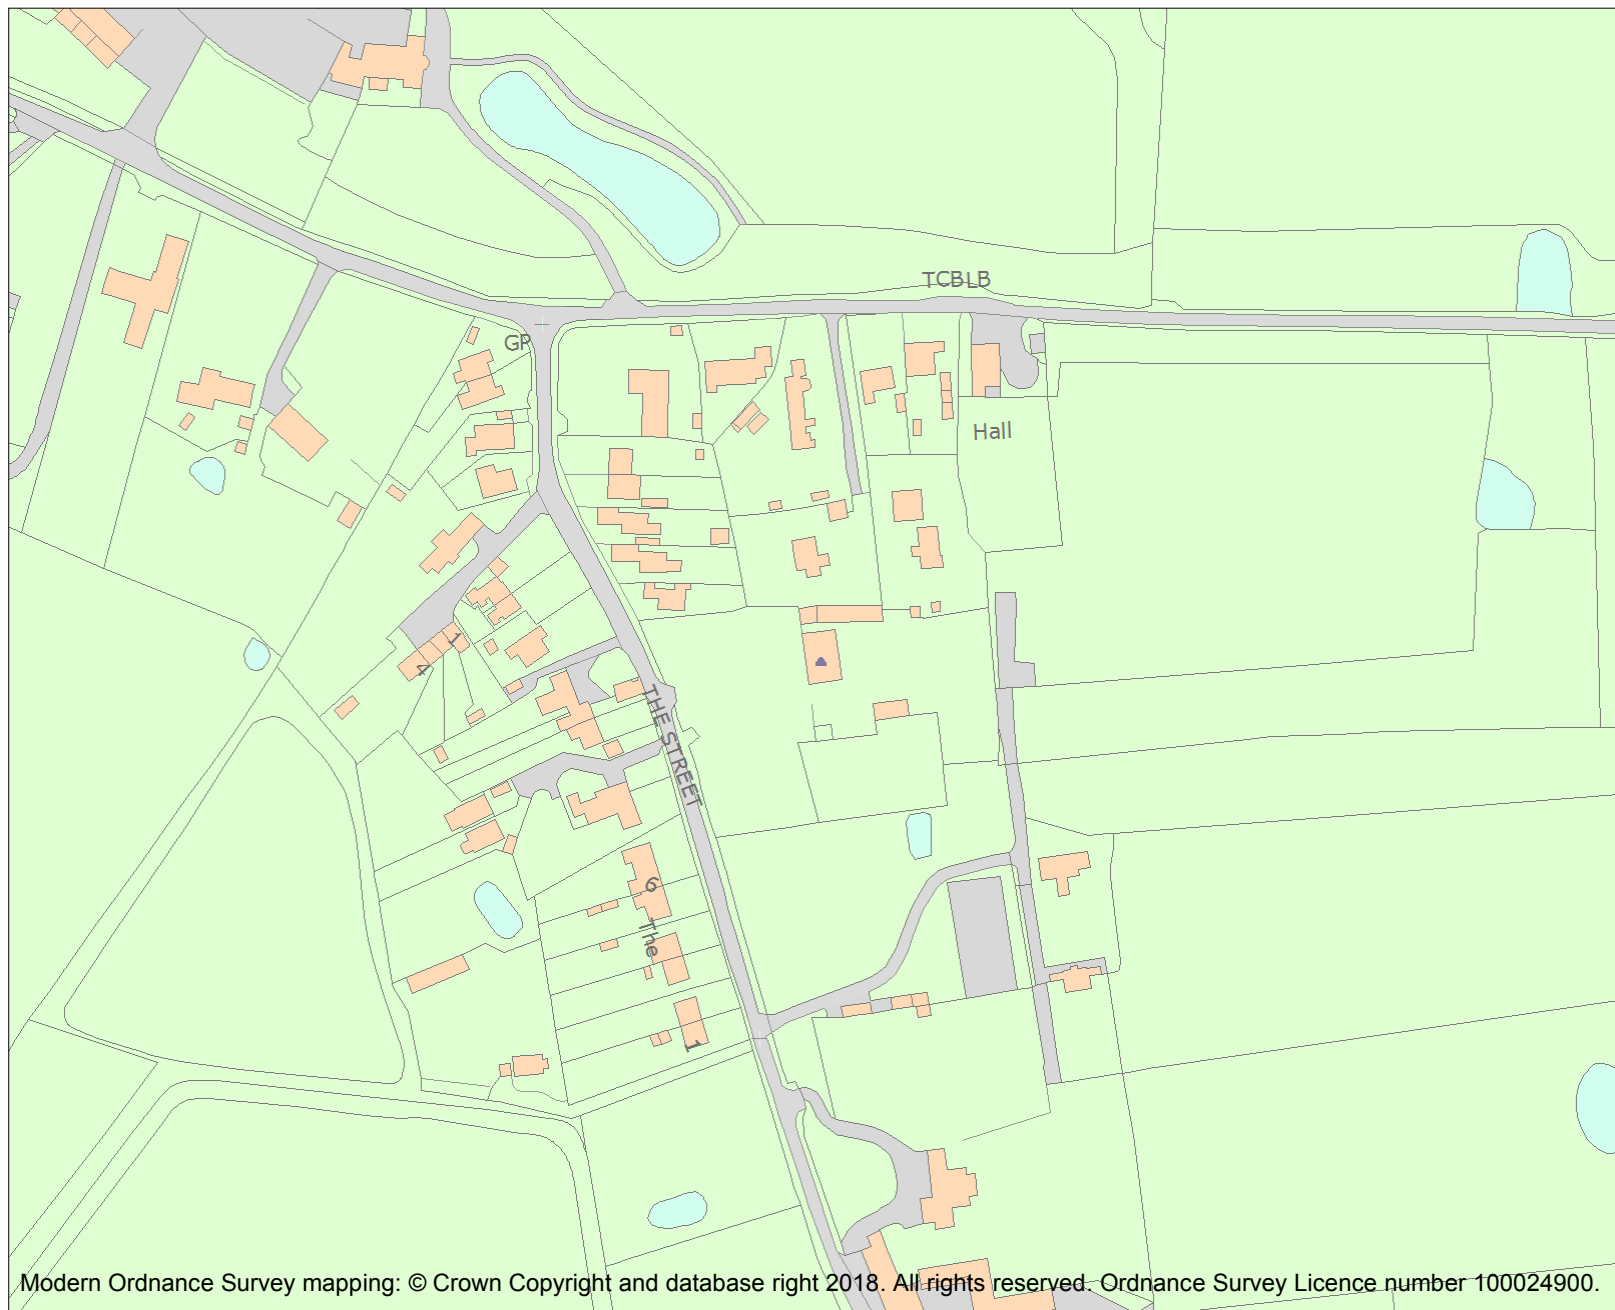 TCBLB
GP
Hall
1
4
THE STREET
6
The
1
Modern Ordnance Survey mapping: © Crown Copyright and database right 2018. All rights reserved. Ordnance Survey Licence number 100024900.